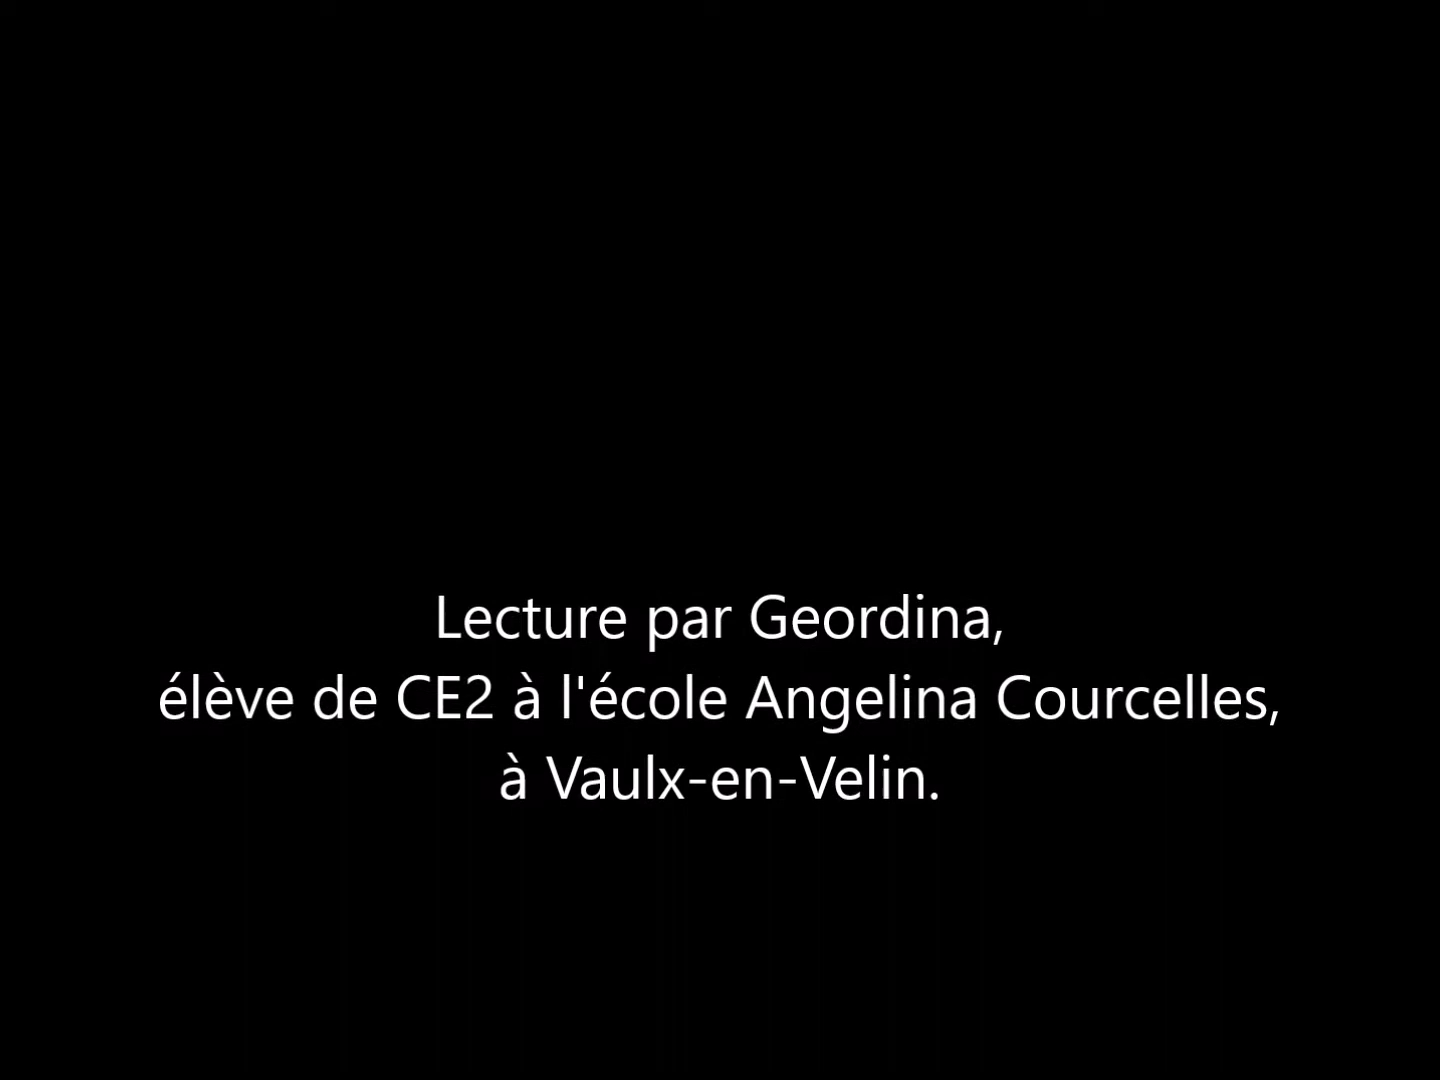 Lecture par Geordina,
élève de CE2 à l'école Angelina Courcelles,
à Vaulx-en-Velin.